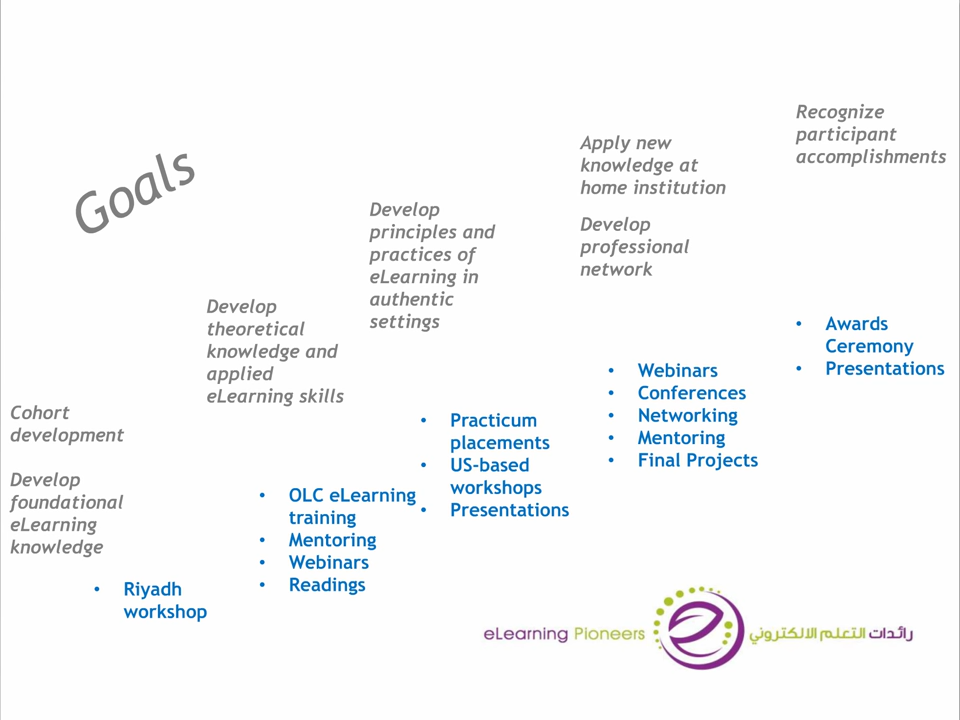 Goals
Cohort
development
Develop
foundational
eLearning
knowledge
• Riyadh
workshop
Develop
theoretical
knowledge and
applied
eLearning skills
• OLC eLearning
training
• Mentoring
• Webinars
• Readings
Develop
principles and
practices of
eLearning in
authentic
settings
• Practicum
placements
• US-based
workshops
• Presentations
Apply new
knowledge at
home institution
Develop
professional
network
• Webinars
• Conferences
• Networking
• Mentoring
• Final Projects
Recognize
participant
accomplishments
• Awards
Ceremony
• Presentations
eLearning Pioneers
رائدات التعلم الالكتروني